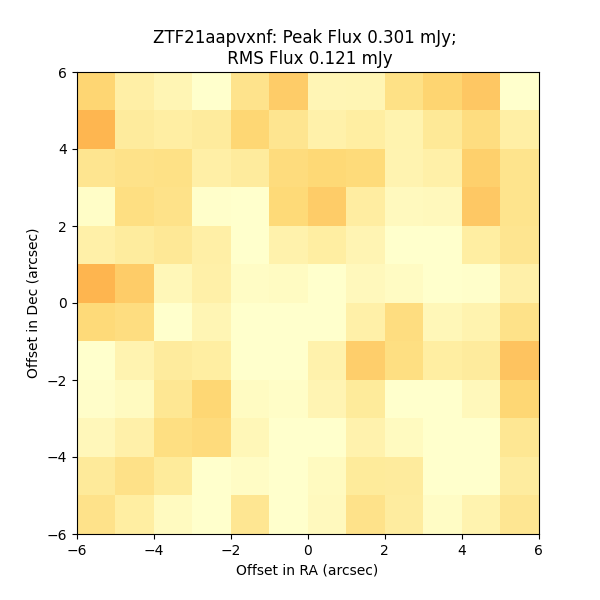 ZTF21aapvxnf: Peak Flux 0.301 mJy;
RMS Flux 0.121 mJy
6
4
2
0
−2
−4
−6
Offset in Dec (arcsec)
−6 −4 −2 0 2 4 6
Offset in RA (arcsec)